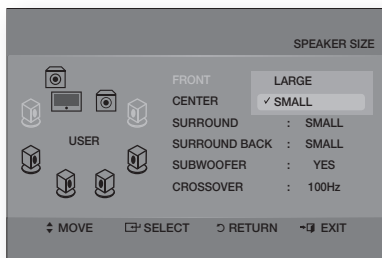 SPEAKER SIZE
FRONT LARGE
CENTER ✓ SMALL
SURROUND : SMALL
SURROUND BACK : SMALL
SUBWOOFER : YES
CROSSOVER : 100Hz
USER
MOVE SELECT RETURN EXIT